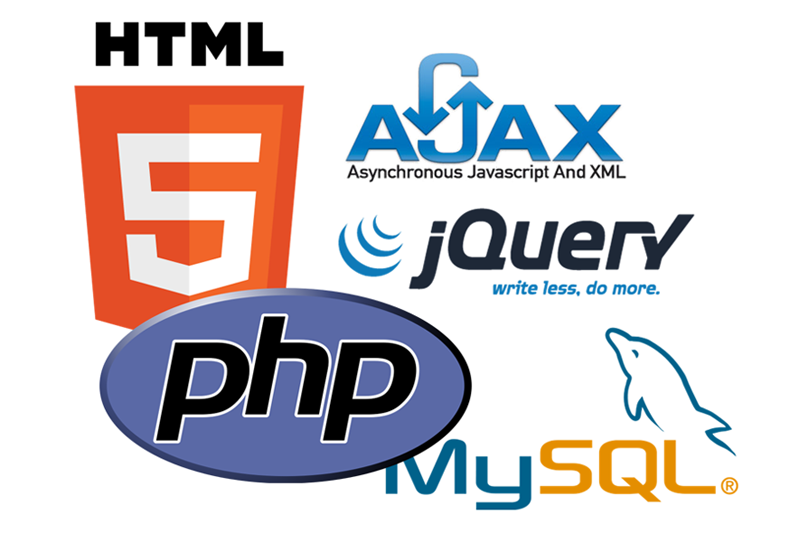 HTML
5
AJAX
Asynchronous Javascript And XML
jQuery
write less, do more.
php
MySQL®